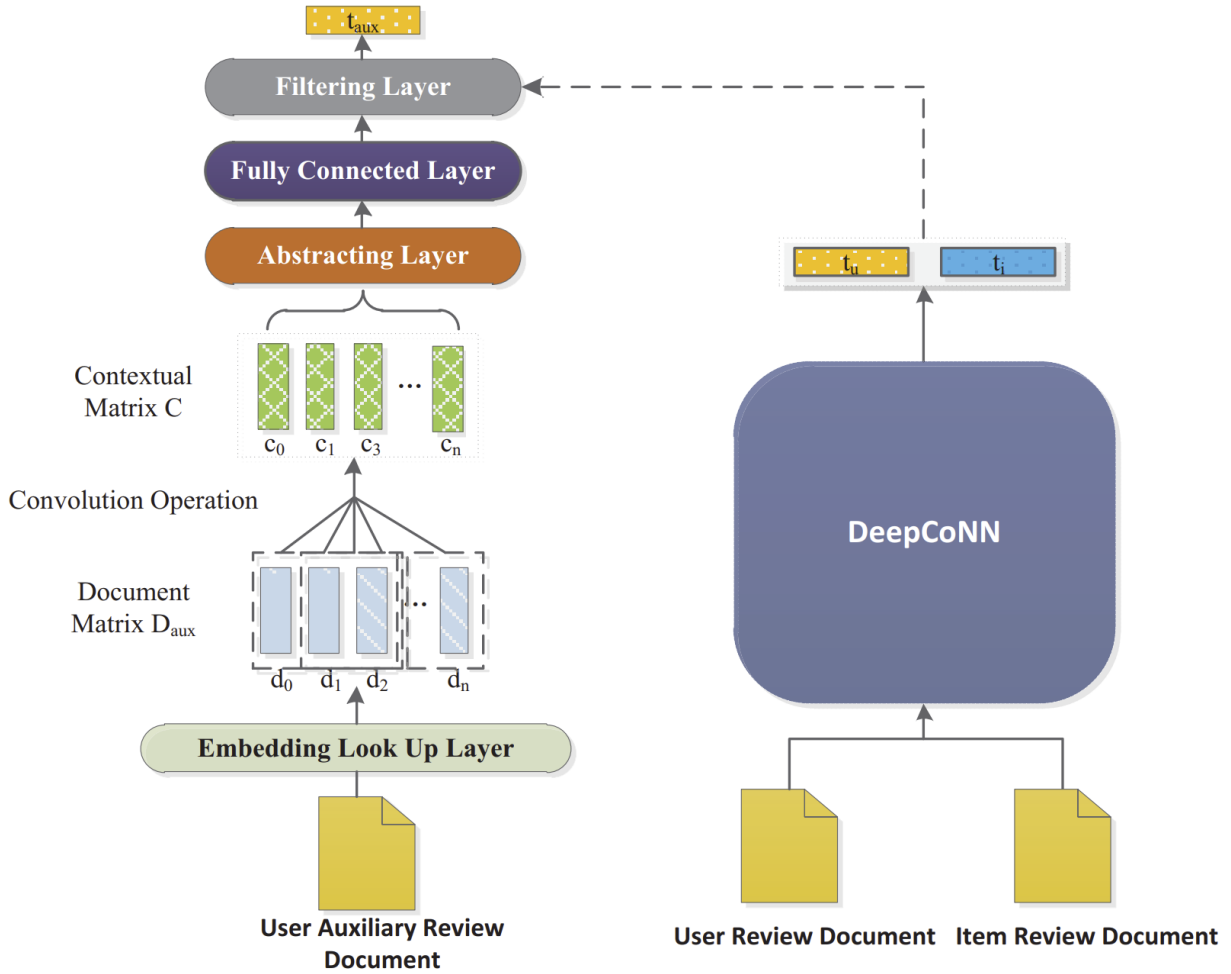 t_aux
Filtering Layer
Fully Connected Layer
Abstracting Layer
t_u t_i
Contextual
Matrix C
...
c_0 c_1 c_3 c_n
Convolution Operation
DeepCoNN
Document
Matrix D_aux
...
d_0 d_1 d_2 d_n
Embedding Look Up Layer
User Auxiliary Review
Document
User Review Document
Item Review Document